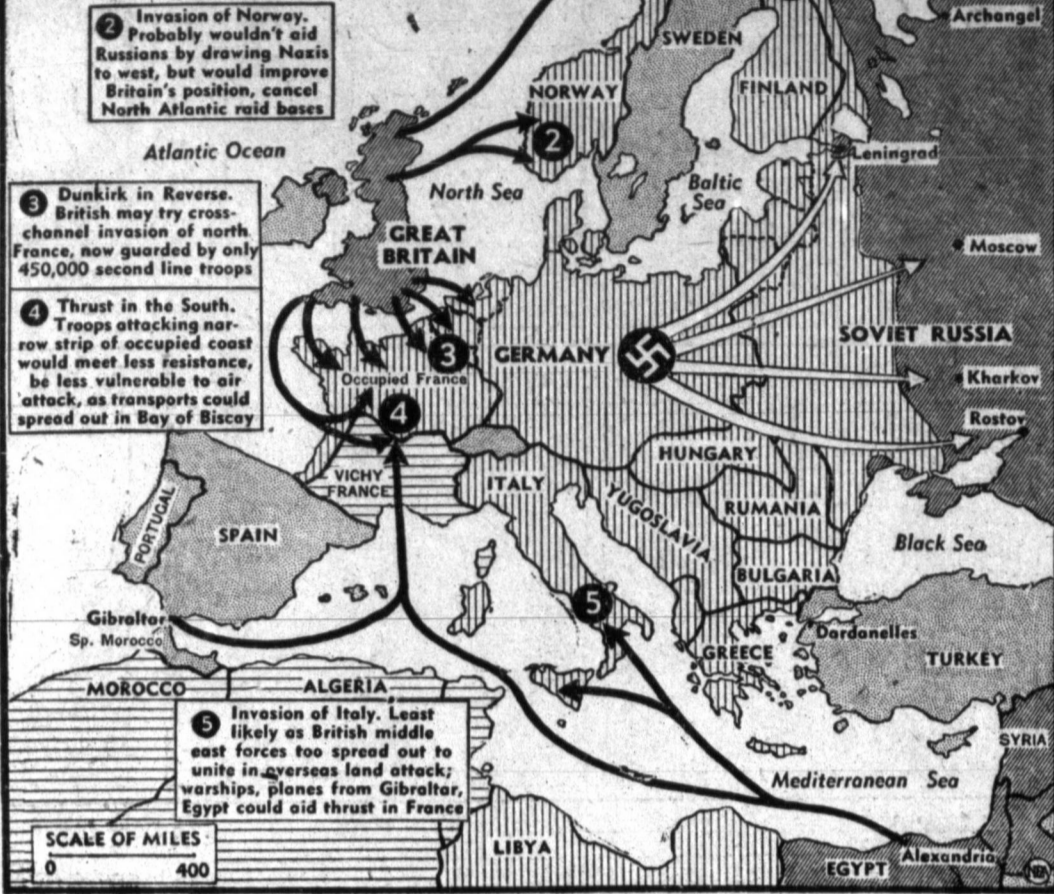 2 Invasion of Norway.
Probably wouldn't aid
Russians by drawing Nazis
to west, but would improve
Britain's position, cancel
North Atlantic raid bases
Archangel
SWEDEN
NORWAY
FINLAND
2
Leningrad
Atlantic Ocean
North Sea
Baltic
Sea
3 Dunkirk in Reverse.
British may try cross-
channel invasion of north
France, now guarded by only
450,000 second line troops
GREAT
BRITAIN
Moscow
4 Thrust in the South.
Troops attacking nar-
row strip of occupied coast
would meet less resistance,
be less vulnerable to air
attack, as transports could
spread out in Bay of Biscay
3
GERMANY
SOVIET RUSSIA
Occupied France
Kharkov
4
Rostov
HUNGARY
VICHY
FRANCE
ITALY
YUGOSLAVIA
RUMANIA
PORTUGAL
SPAIN
Black Sea
BULGARIA
5
Gibraltar
Sp. Morocco
Dardanelles
GREECE
TURKEY
MOROCCO
ALGERIA
5 Invasion of Italy. Least
likely as British middle
east forces too spread out to
unite in overseas land attack;
warships, planes from Gibraltar,
Egypt could aid thrust in France
SYRIA
Mediterranean Sea
SCALE OF MILES
0 400
LIBYA
EGYPT
Alexandria
NEA